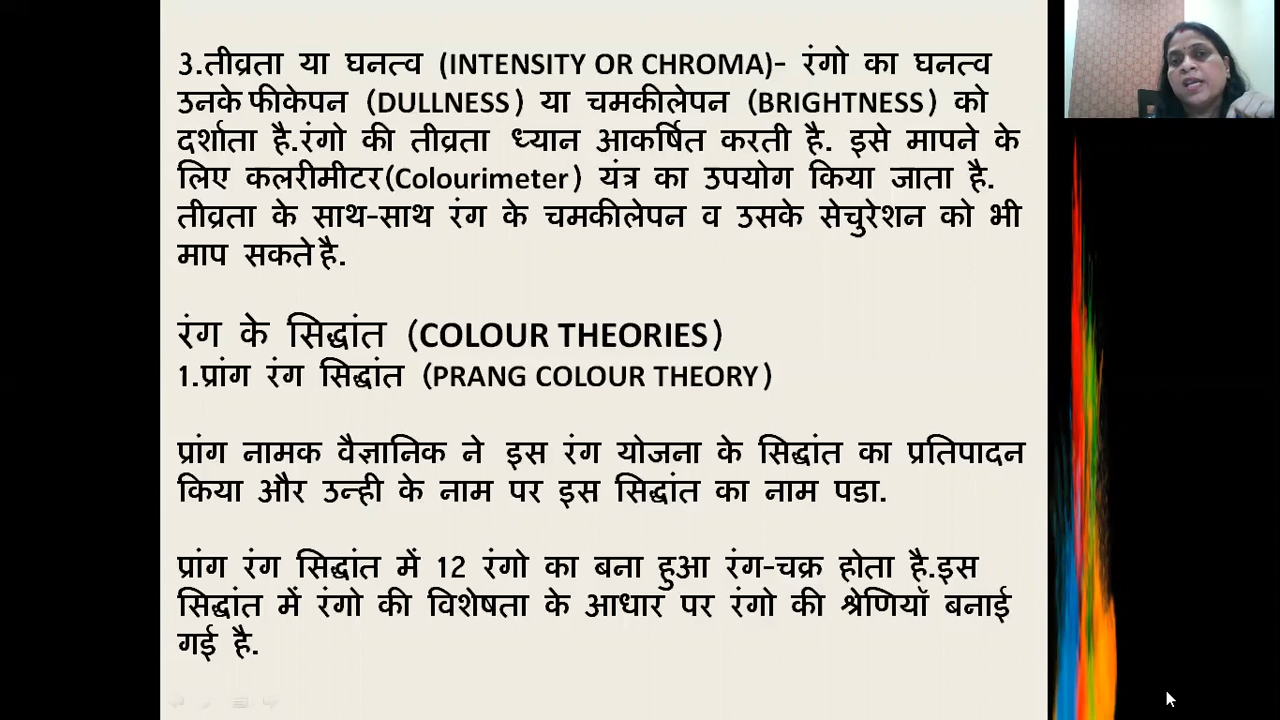 3.तीव्रता या घनत्व (INTENSITY OR CHROMA)- रंगो का घनत्व
उनके फीकेपन (DULLNESS) या चमकीलेपन (BRIGHTNESS) को
दर्शाता है.रंगो की तीव्रता ध्यान आकर्षित करती है. इसे मापने के
लिए कलरीमीटर(Colourimeter) यंत्र का उपयोग किया जाता है.
तीव्रता के साथ-साथ रंग के चमकीलेपन व उसके सेचुरेशन को भी
माप सकते है.
रंग के सिद्धांत (COLOUR THEORIES)
1.प्रांग रंग सिद्धांत (PRANG COLOUR THEORY)
प्रांग नामक वैज्ञानिक ने इस रंग योजना के सिद्धांत का प्रतिपादन
किया और उन्ही के नाम पर इस सिद्धांत का नाम पडा.
प्रांग रंग सिद्धांत में 12 रंगो का बना हुआ रंग-चक्र होता है.इस
सिद्धांत में रंगो की विशेषता के आधार पर रंगो की श्रेणियॉ बनाई
गई है.